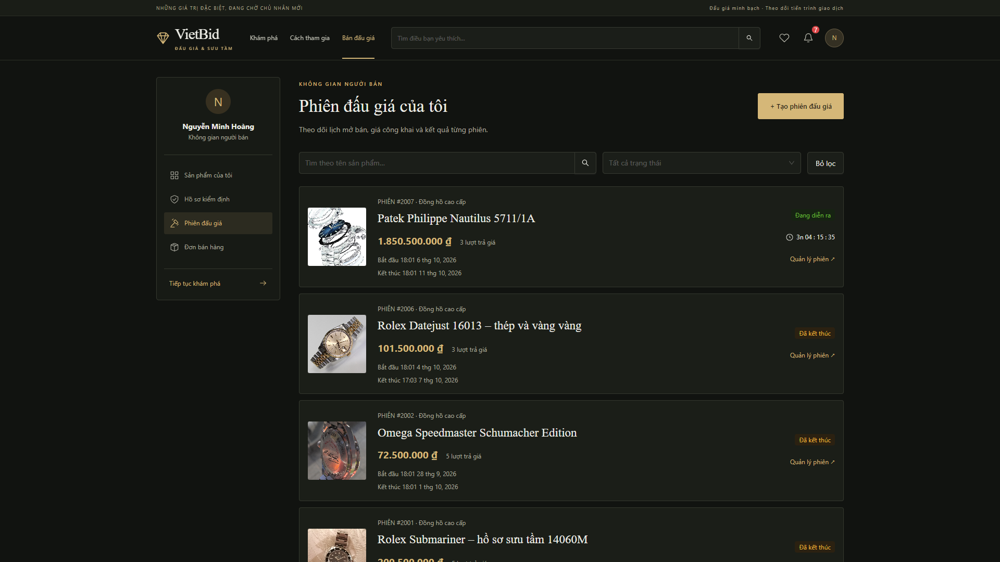 NHỮNG GIÁ TRỊ ĐẶC BIỆT, ĐANG CHỜ CHỦ NHÂN MỚI
Đấu giá minh bạch · Theo dõi tiến trình giao dịch
VietBid
ĐẤU GIÁ & SƯU TẦM
Khám phá
Cách tham gia
Bán đấu giá
Tìm điều bạn yêu thích...
7
N
N
Nguyễn Minh Hoàng
Không gian người bán
Sản phẩm của tôi
Hồ sơ kiểm định
Phiên đấu giá
Đơn bán hàng
Tiếp tục khám phá
KHÔNG GIAN NGƯỜI BÁN
Phiên đấu giá của tôi
Theo dõi lịch mở bán, giá công khai và kết quả từng phiên.
+ Tạo phiên đấu giá
Tìm theo tên sản phẩm...
Tất cả trạng thái
Bỏ lọc
PHIÊN #2007 · Đồng hồ cao cấp
Patek Philippe Nautilus 5711/1A
1.850.500.000 ₫ 3 lượt trả giá
Bắt đầu 18:01 6 thg 10, 2026
Kết thúc 18:01 11 thg 10, 2026
Đang diễn ra
3n 04 : 15 : 35
Quản lý phiên ↗
PHIÊN #2006 · Đồng hồ cao cấp
Rolex Datejust 16013 – thép và vàng vàng
101.500.000 ₫ 3 lượt trả giá
Bắt đầu 18:01 4 thg 10, 2026
Kết thúc 17:03 7 thg 10, 2026
Đã kết thúc
Quản lý phiên ↗
PHIÊN #2002 · Đồng hồ cao cấp
Omega Speedmaster Schumacher Edition
72.500.000 ₫ 5 lượt trả giá
Bắt đầu 18:01 28 thg 9, 2026
Kết thúc 18:01 1 thg 10, 2026
Đã kết thúc
Quản lý phiên ↗
PHIÊN #2001 · Đồng hồ cao cấp
Rolex Submariner – hồ sơ sưu tầm 14060M
Đã kết thúc